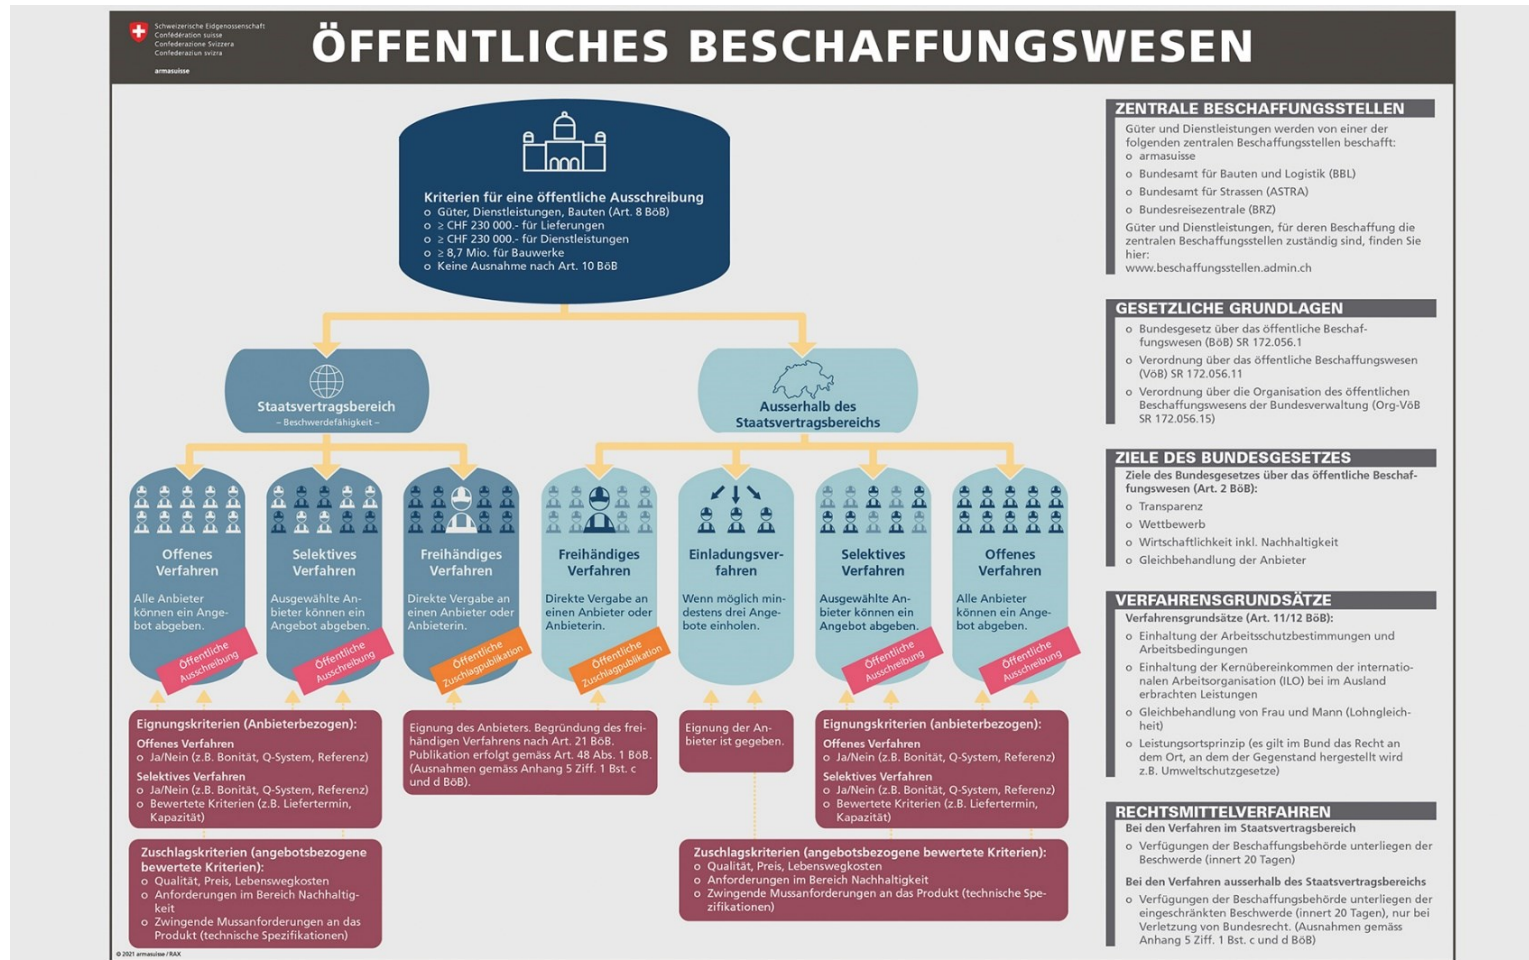 Schweizerische Eidgenossenschaft
Confédération suisse
Confederazione Svizzera
Confederaziun svizra
armasuisse
ÖFFENTLICHES BESCHAFFUNGSWESEN
Kriterien für eine öffentliche Ausschreibung
o Güter, Dienstleistungen, Bauten (Art. 8 BöB)
o ≥ CHF 230 000.- für Lieferungen
o ≥ CHF 230 000.- für Dienstleistungen
o ≥ 8,7 Mio. für Bauwerke
o Keine Ausnahme nach Art. 10 BöB
Staatsvertragsbereich
– Beschwerdefähigkeit –
Ausserhalb des
Staatsvertragsbereichs
Offenes
Verfahren
Alle Anbieter
können ein Ange-
bot abgeben.
Öffentliche
Ausschreibung
Selektives
Verfahren
Ausgewählte An-
bieter können ein
Angebot abgeben.
Öffentliche
Ausschreibung
Freihändiges
Verfahren
Direkte Vergabe an
einen Anbieter oder
Anbieterin.
Öffentliche
Zuschlagpublikation
Freihändiges
Verfahren
Direkte Vergabe an
einen Anbieter oder
Anbieterin.
Öffentliche
Zuschlagpublikation
Einladungsver-
fahren
Wenn möglich min-
destens drei Ange-
bote einholen.
Selektives
Verfahren
Ausgewählte An-
bieter können ein
Angebot abgeben.
Öffentliche
Ausschreibung
Offenes
Verfahren
Alle Anbieter
können ein Ange-
bot abgeben.
Öffentliche
Ausschreibung
Eignungskriterien (Anbieterbezogen):
Offenes Verfahren
o Ja/Nein (z.B. Bonität, Q-System, Referenz)
Selektives Verfahren
o Ja/Nein (z.B. Bonität, Q-System, Referenz)
o Bewertete Kriterien (z.B. Liefertermin,
Kapazität)
Eignung des Anbieters. Begründung des frei-
händigen Verfahrens nach Art. 21 BöB.
Publikation erfolgt gemäss Art. 48 Abs. 1 BöB.
(Ausnahmen gemäss Anhang 5 Ziff. 1 Bst. c
und d BöB).
Eignung der An-
bieter ist gegeben.
Eignungskriterien (anbieterbezogen):
Offenes Verfahren
o Ja/Nein (z.B. Bonität, Q-System, Referenz)
Selektives Verfahren
o Ja/Nein (z.B. Bonität, Q-System, Referenz)
o Bewertete Kriterien (z.B. Liefertermin,
Kapazität)
Zuschlagskriterien (angebotsbezogene
bewertete Kriterien):
o Qualität, Preis, Lebenswegkosten
o Anforderungen im Bereich Nachhaltig-
keit
o Zwingende Mussanforderungen an das
Produkt (technische Spezifikationen)
Zuschlagskriterien (angebotsbezogene bewertete Kriterien):
o Qualität, Preis, Lebenswegkosten
o Anforderungen im Bereich Nachhaltigkeit
o Zwingende Mussanforderungen an das Produkt (technische Spe-
zifikationen)
© 2021 armasuisse / RAX
ZENTRALE BESCHAFFUNGSSTELLEN
Güter und Dienstleistungen werden von einer der
folgenden zentralen Beschaffungsstellen beschafft:
o armasuisse
o Bundesamt für Bauten und Logistik (BBL)
o Bundesamt für Strassen (ASTRA)
o Bundesreisezentrale (BRZ)
Güter und Dienstleistungen, für deren Beschaffung die
zentralen Beschaffungsstellen zuständig sind, finden Sie
hier:
www.beschaffungsstellen.admin.ch
GESETZLICHE GRUNDLAGEN
o Bundesgesetz über das öffentliche Beschaf-
fungswesen (BöB) SR 172.056.1
o Verordnung über das öffentliche Beschaffungswesen
(VöB) SR 172.056.11
o Verordnung über die Organisation des öffentlichen
Beschaffungswesens der Bundesverwaltung (Org-VöB
SR 172.056.15)
ZIELE DES BUNDESGESETZES
Ziele des Bundesgesetzes über das öffentliche Beschaf-
fungswesen (Art. 2 BöB):
o Transparenz
o Wettbewerb
o Wirtschaftlichkeit inkl. Nachhaltigkeit
o Gleichbehandlung der Anbieter
VERFAHRENSGRUNDSÄTZE
Verfahrensgrundsätze (Art. 11/12 BöB):
o Einhaltung der Arbeitsschutzbestimmungen und
Arbeitsbedingungen
o Einhaltung der Kernübereinkommen der internatio-
nalen Arbeitsorganisation (ILO) bei im Ausland
erbrachten Leistungen
o Gleichbehandlung von Frau und Mann (Lohngleich-
heit)
o Leistungsortsprinzip (es gilt im Bund das Recht an
dem Ort, an dem der Gegenstand hergestellt wird
z.B. Umweltschutzgesetze)
RECHTSMITTELVERFAHREN
Bei den Verfahren im Staatsvertragsbereich
o Verfügungen der Beschaffungsbehörde unterliegen der
Beschwerde (innert 20 Tagen)
Bei den Verfahren ausserhalb des Staatsvertragsbereichs
o Verfügungen der Beschaffungsbehörde unterliegen der
eingeschränkten Beschwerde (innert 20 Tagen), nur bei
Verletzung von Bundesrecht. (Ausnahmen gemäss
Anhang 5 Ziff. 1 Bst. c und d BöB)